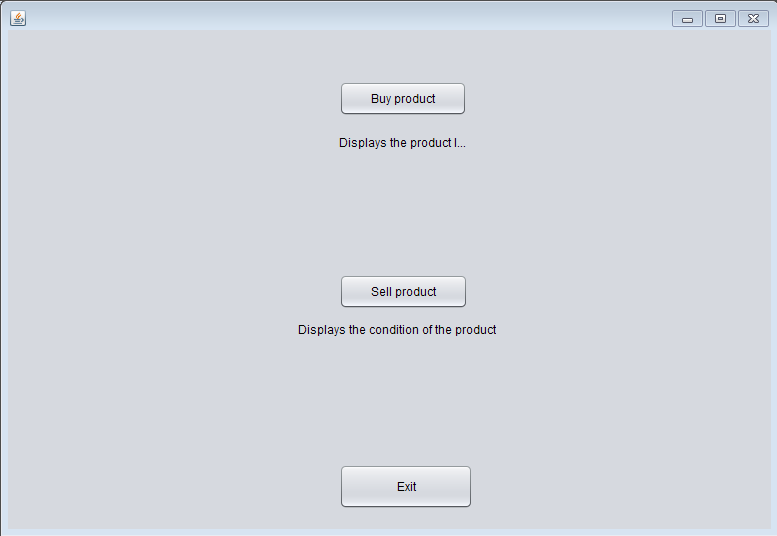 Buy product
Displays the product l...
Sell product
Displays the condition of the product
Exit